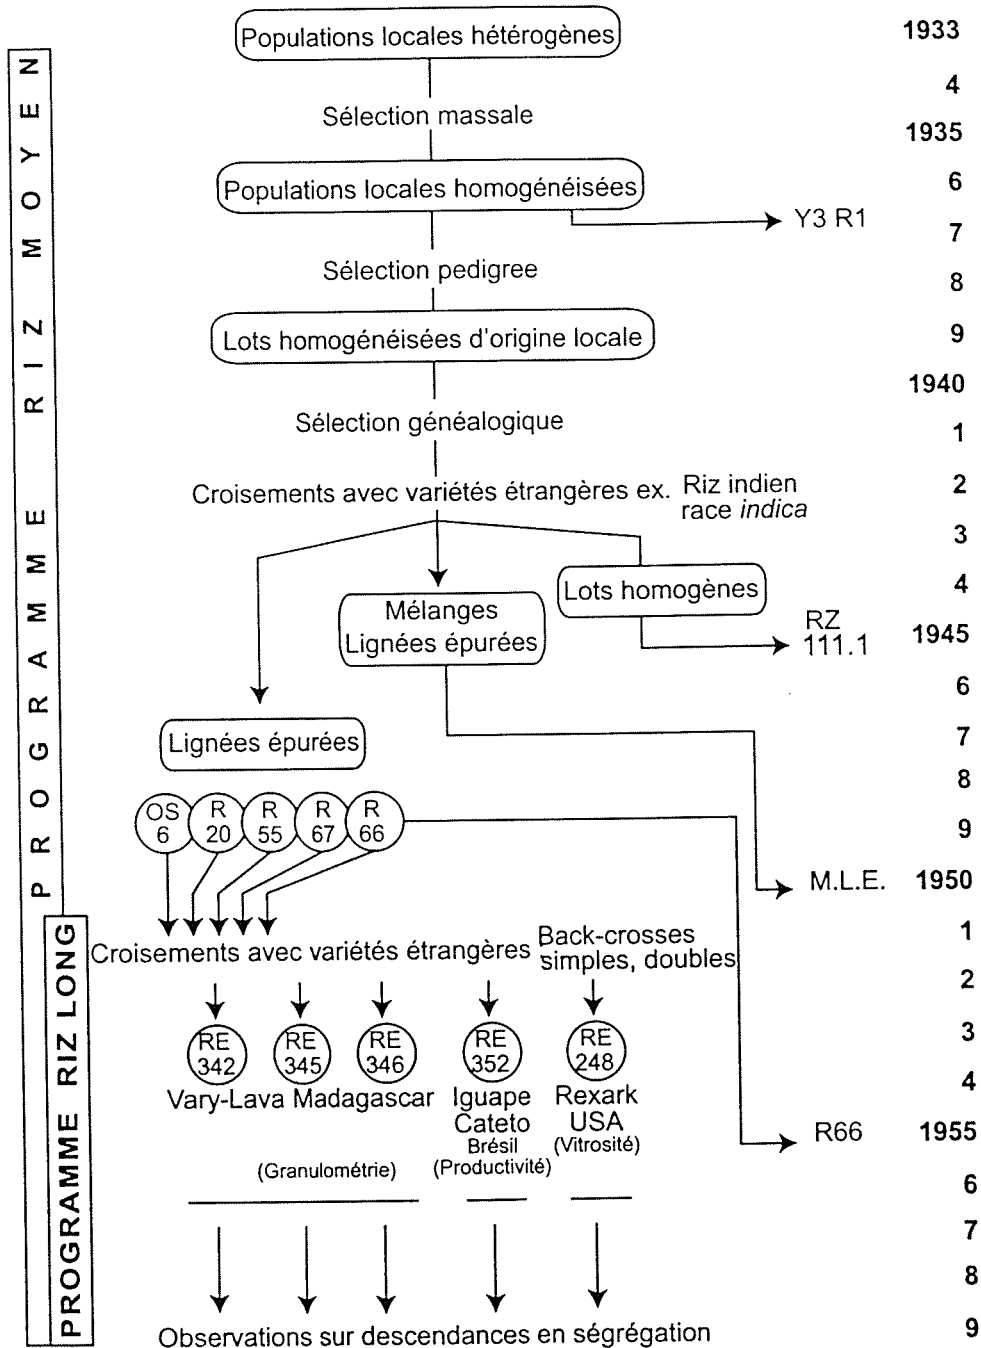 Populations locales hétérogènes
1933
4
Sélection massale
1935
Populations locales homogénéisées
6
Y3 R1
7
Sélection pedigree
8
Lots homogénéisées d'origine locale
9
1940
Sélection généalogique
1
Croisements avec variétés étrangères ex.
Riz indien
race indica
2
3
Lots homogènes
4
Mélanges
Lignées épurées
RZ
111.1
1945
6
Lignées épurées
7
8
OS
6
R
20
R
55
R
67
R
66
9
M.L.E.
1950
Croisements avec variétés étrangères
Back-crosses
simples, doubles
1
2
RE
342
RE
345
RE
346
RE
352
RE
248
3
Vary-Lava Madagascar
Iguape
Cateto
Brésil
(Productivité)
Rexark
USA
(Vitrosité)
4
R66
1955
(Granulométrie)
6
7
8
Observations sur descendances en ségrégation
9
PROGRAMME RIZ MOYEN
PROGRAMME RIZ LONG